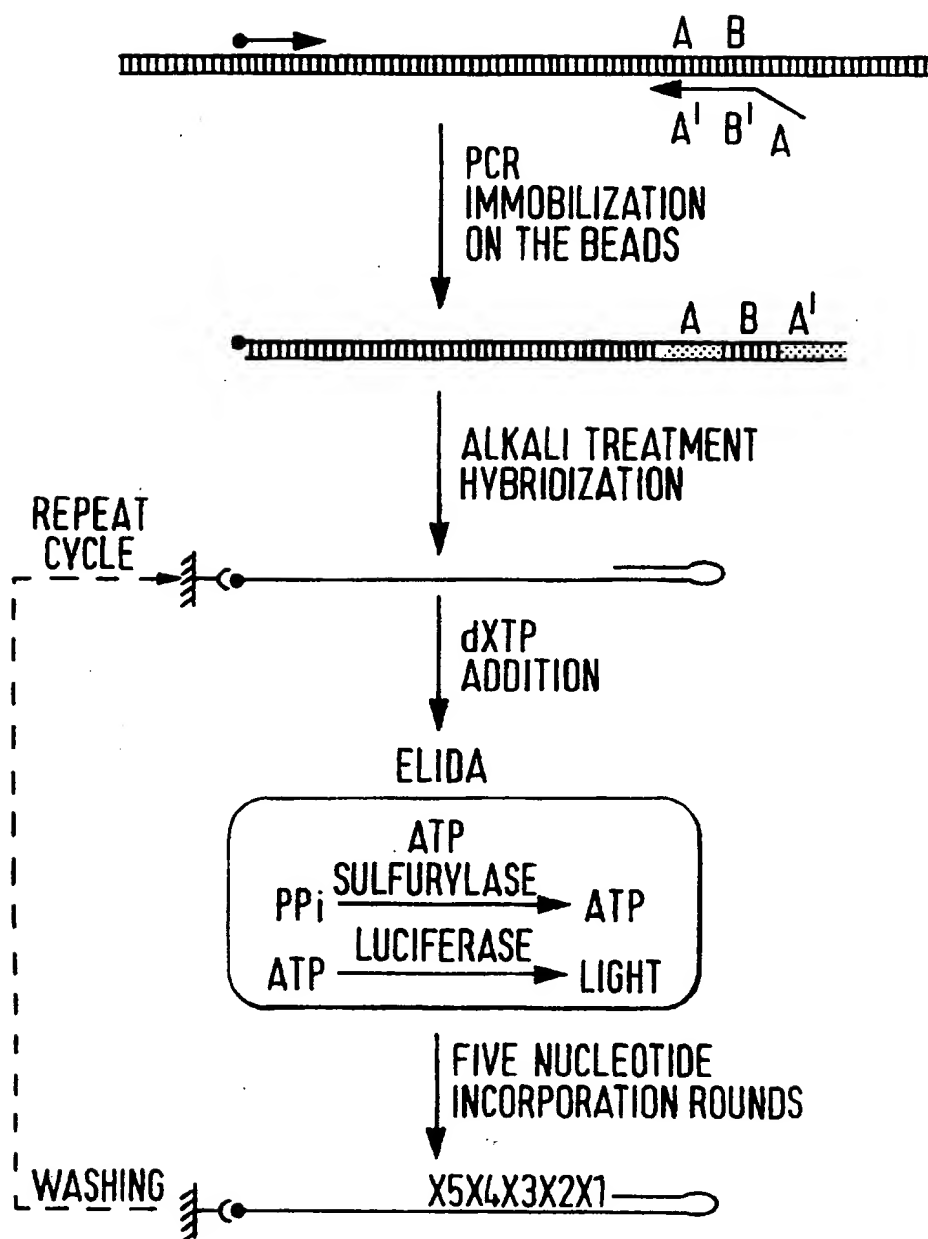 A B
A' B' A
PCR
IMMOBILIZATION
ON THE BEADS
A B A'
ALKALI TREATMENT
HYBRIDIZATION
REPEAT
CYCLE
dXTP
ADDITION
ELIDA
ATP
SULFURYLASE
PPi ATP
LUCIFERASE
ATP LIGHT
FIVE NUCLEOTIDE
INCORPORATION ROUNDS
WASHING
X5X4X3X2X1